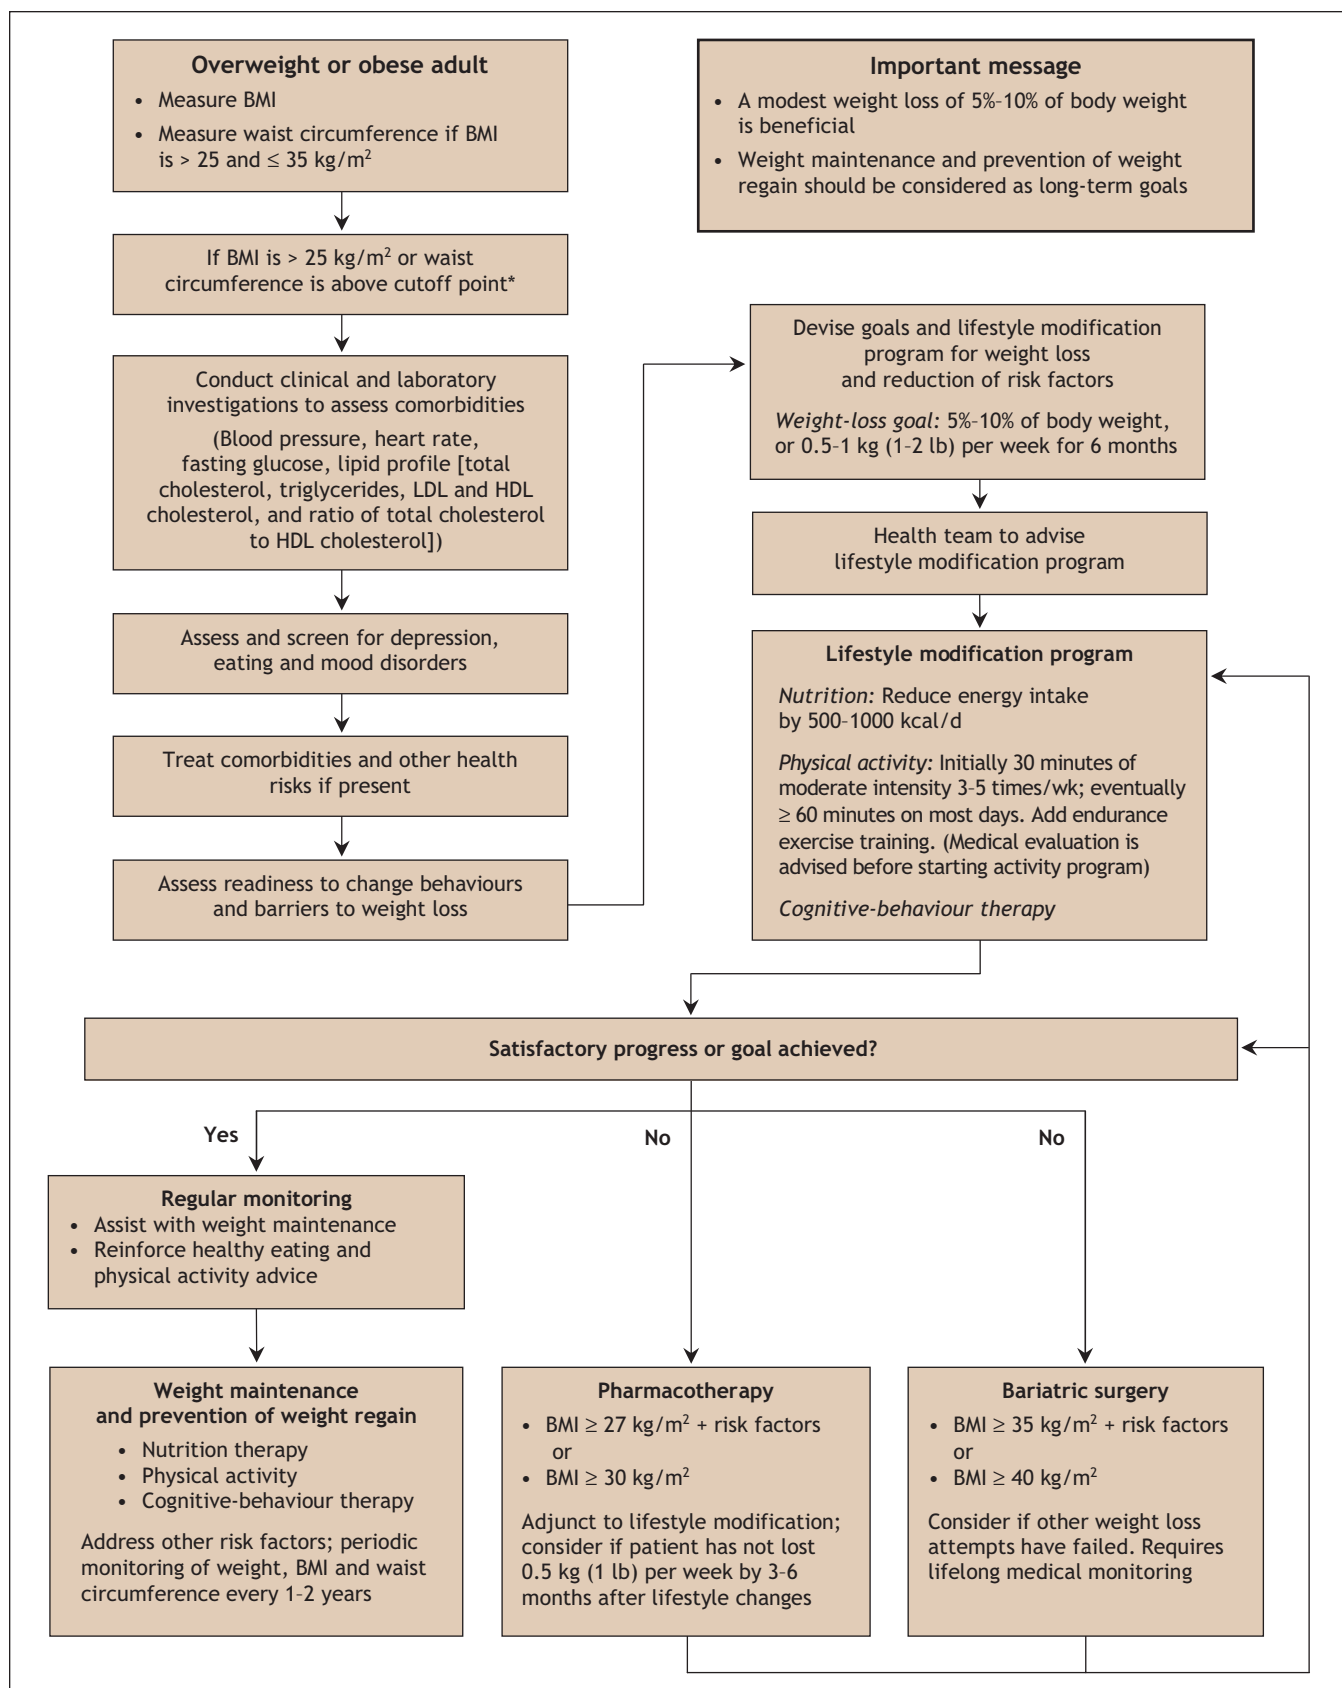 Overweight or obese adult
• Measure BMI
• Measure waist circumference if BMI
is > 25 and ≤ 35 kg/m²
Important message
• A modest weight loss of 5%–10% of body weight
is beneficial
• Weight maintenance and prevention of weight
regain should be considered as long-term goals
If BMI is > 25 kg/m² or waist
circumference is above cutoff point*
Conduct clinical and laboratory
investigations to assess comorbidities
(Blood pressure, heart rate,
fasting glucose, lipid profile [total
cholesterol, triglycerides, LDL and HDL
cholesterol, and ratio of total cholesterol
to HDL cholesterol])
Assess and screen for depression,
eating and mood disorders
Treat comorbidities and other health
risks if present
Assess readiness to change behaviours
and barriers to weight loss
Devise goals and lifestyle modification
program for weight loss
and reduction of risk factors
Weight-loss goal: 5%–10% of body weight,
or 0.5–1 kg (1–2 lb) per week for 6 months
Health team to advise
lifestyle modification program
Lifestyle modification program
Nutrition: Reduce energy intake
by 500–1000 kcal/d
Physical activity: Initially 30 minutes of
moderate intensity 3–5 times/wk; eventually
≥ 60 minutes on most days. Add endurance
exercise training. (Medical evaluation is
advised before starting activity program)
Cognitive-behaviour therapy
Satisfactory progress or goal achieved?
Yes
No
No
Regular monitoring
• Assist with weight maintenance
• Reinforce healthy eating and
physical activity advice
Weight maintenance
and prevention of weight regain
• Nutrition therapy
• Physical activity
• Cognitive-behaviour therapy
Address other risk factors; periodic
monitoring of weight, BMI and waist
circumference every 1–2 years
Pharmacotherapy
• BMI ≥ 27 kg/m² + risk factors
or
• BMI ≥ 30 kg/m²
Adjunct to lifestyle modification;
consider if patient has not lost
0.5 kg (1 lb) per week by 3–6
months after lifestyle changes
Bariatric surgery
• BMI ≥ 35 kg/m² + risk factors
or
• BMI ≥ 40 kg/m²
Consider if other weight loss
attempts have failed. Requires
lifelong medical monitoring